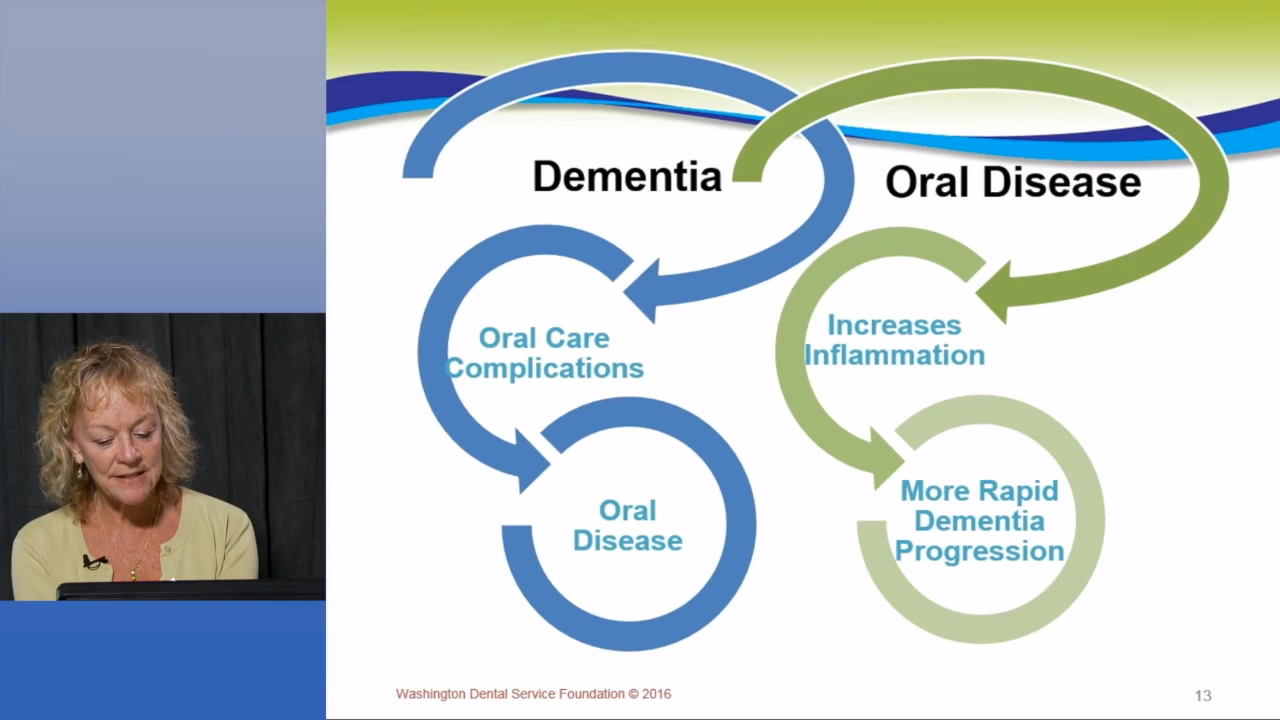 Dementia
Oral Care
Complications
Oral
Disease
Oral Disease
Increases
Inflammation
More Rapid
Dementia
Progression
Washington Dental Service Foundation © 2016
13